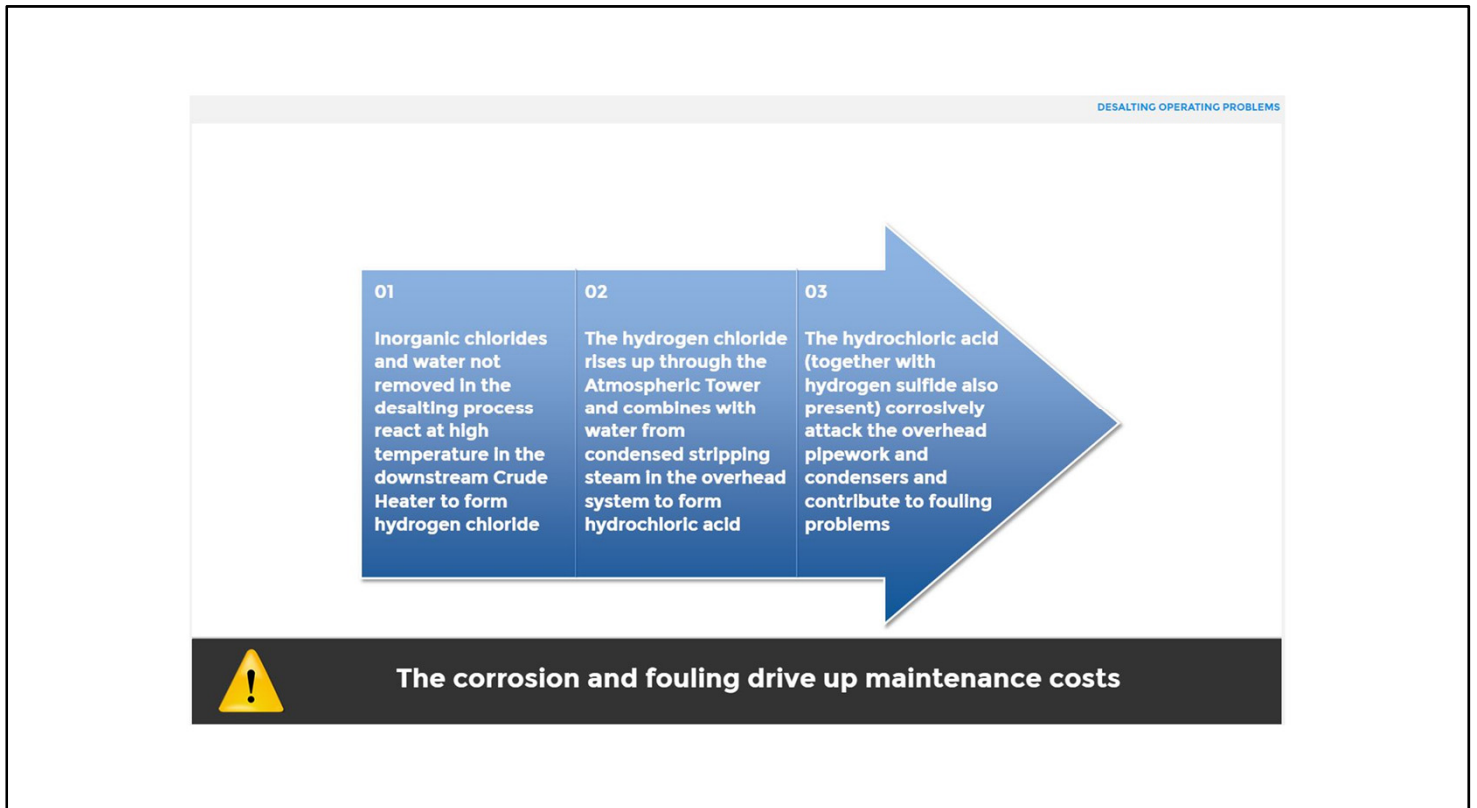 DESALTING OPERATING PROBLEMS
01
Inorganic chlorides
and water not
removed in the
desalting process
react at high
temperature in the
downstream Crude
Heater to form
hydrogen chloride
02
The hydrogen chloride
rises up through the
Atmospheric Tower
and combines with
water from
condensed stripping
steam in the overhead
system to form
hydrochloric acid
03
The hydrochloric acid
(together with
hydrogen sulfide also
present) corrosively
attack the overhead
pipework and
condensers and
contribute to fouling
problems
!
The corrosion and fouling drive up maintenance costs